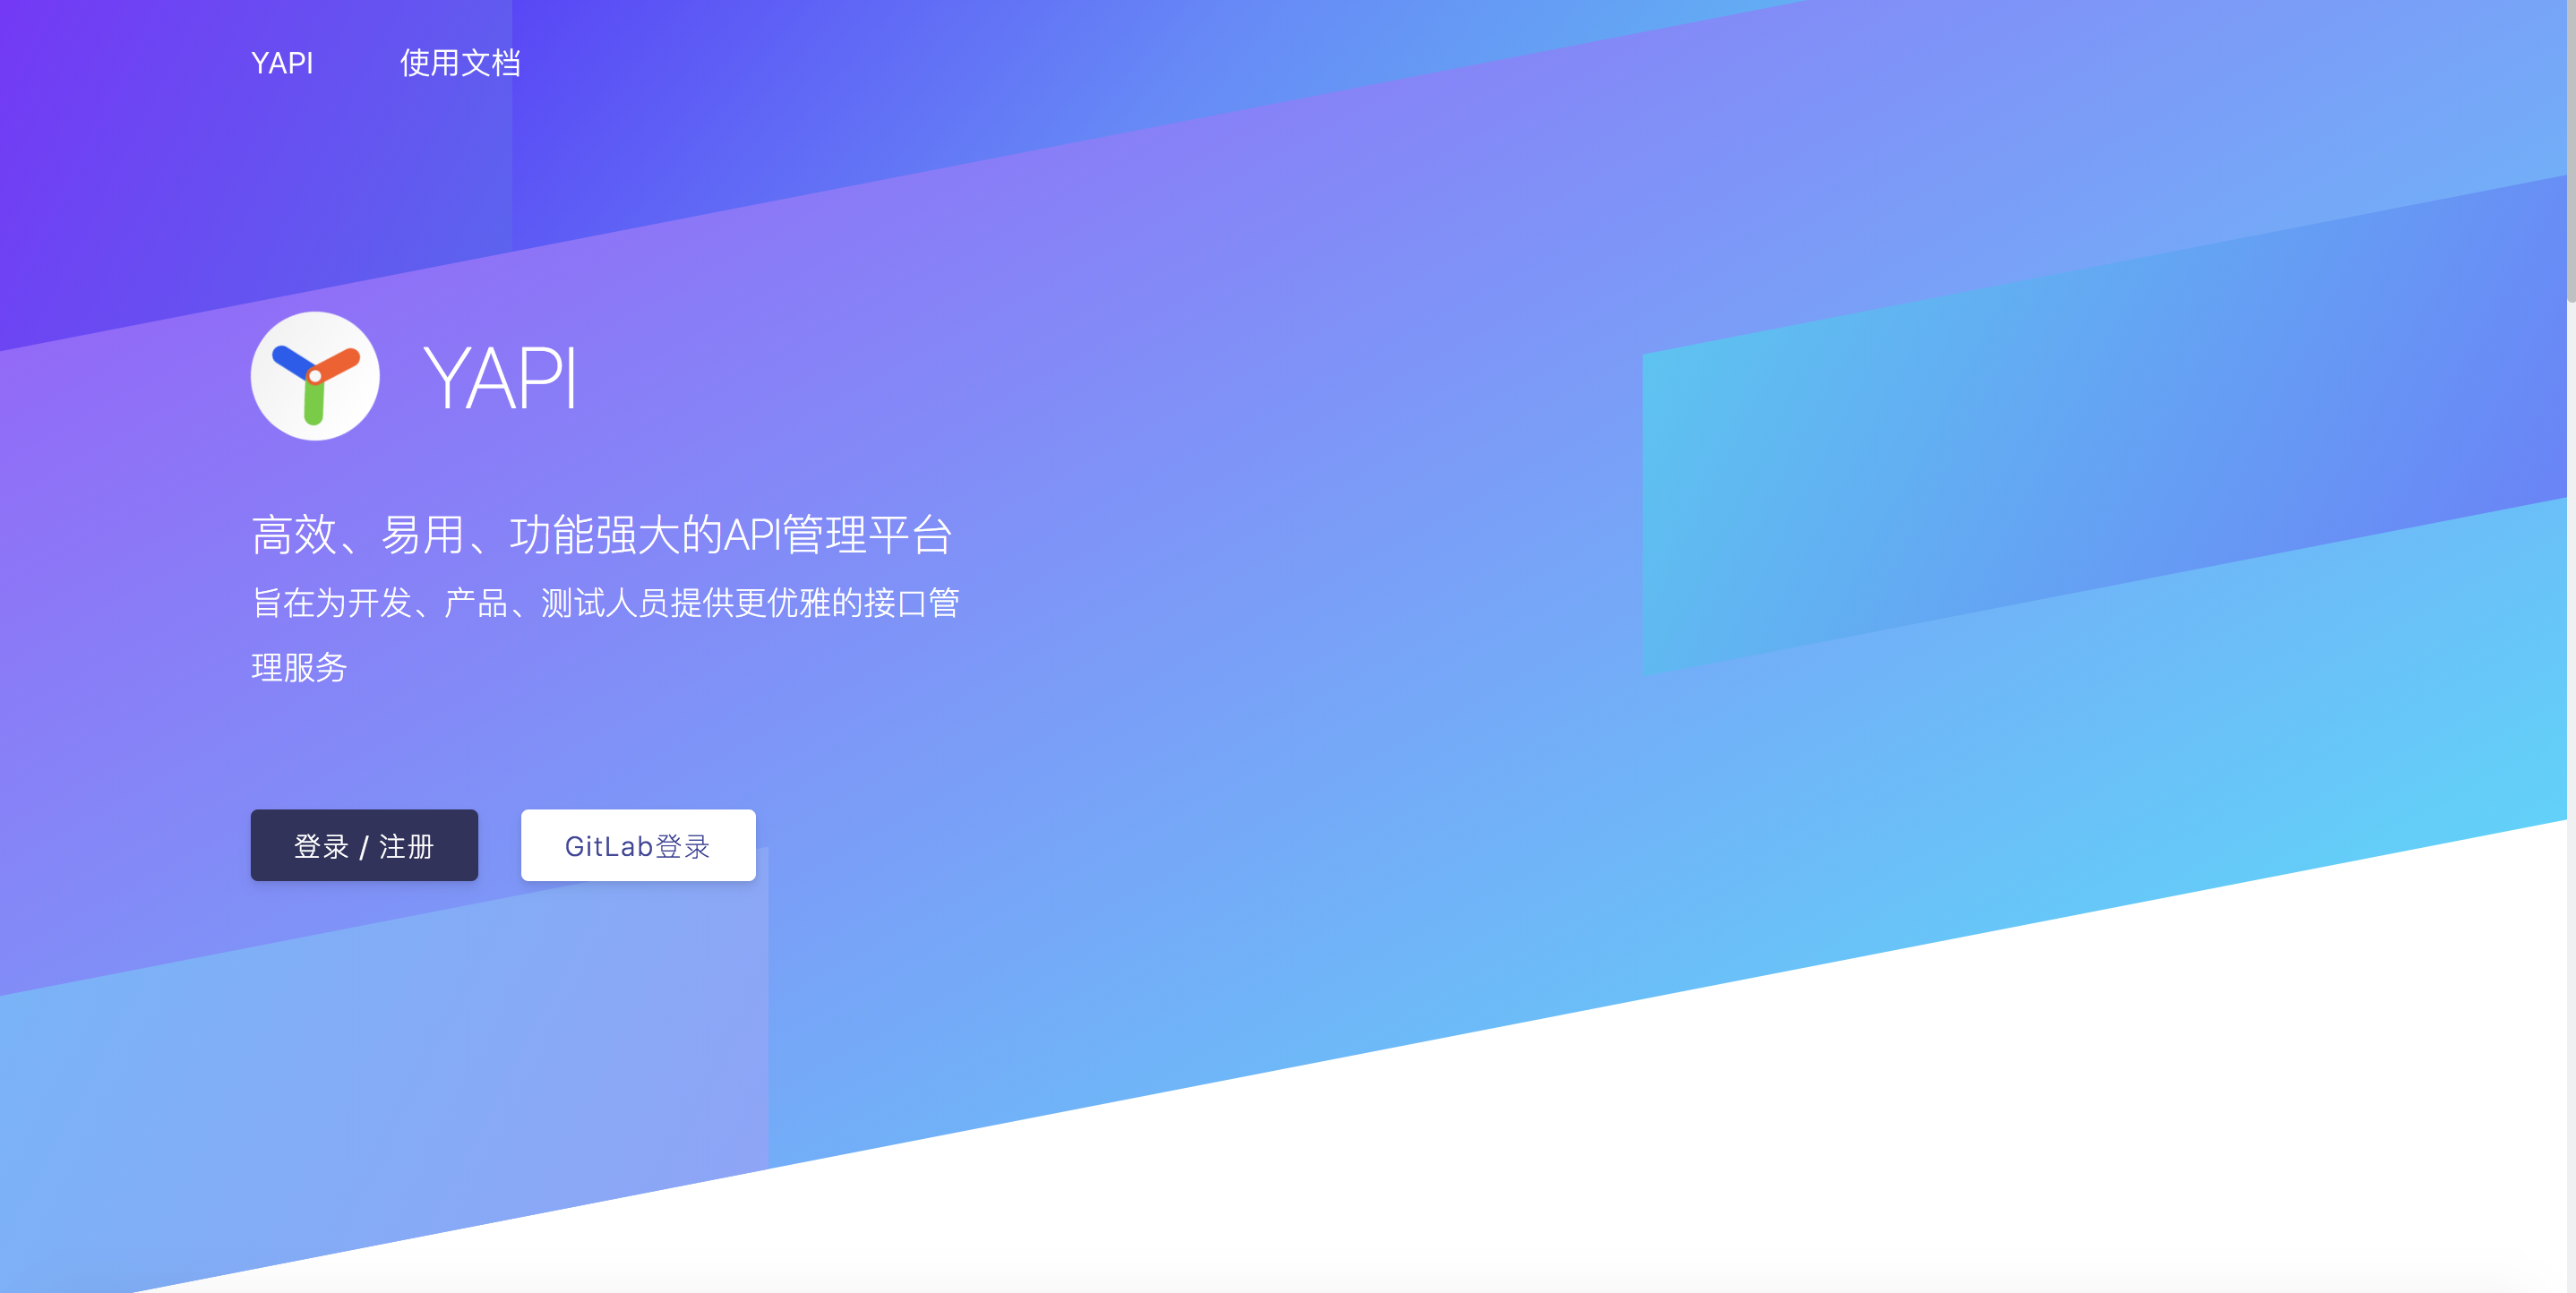 YAPI 使用文档
YAPI
高效、易用、功能强大的API管理平台
旨在为开发、产品、测试人员提供更优雅的接口管
理服务
登录 / 注册 GitLab登录